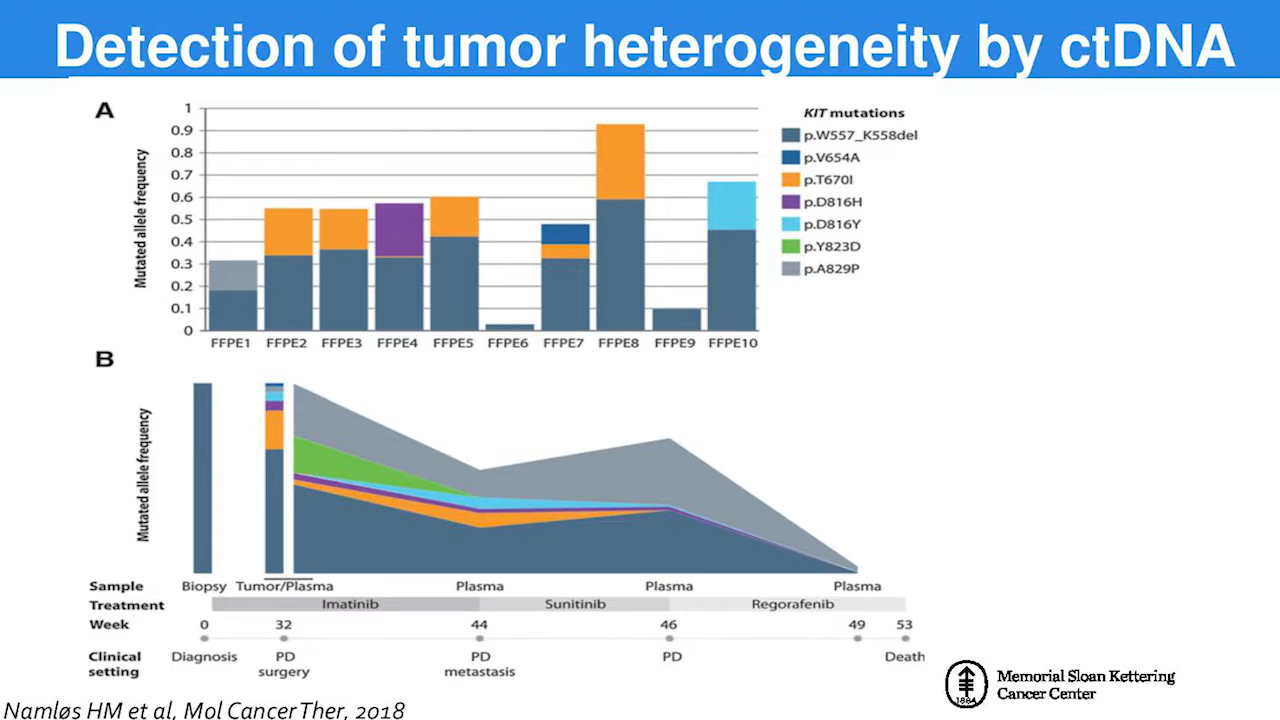 Detection of tumor heterogeneity by ctDNA
A
Mutated allele frequency
1
0.9
0.8
0.7
0.6
0.5
0.4
0.3
0.2
0.1
0
FFPE1 FFPE2 FFPE3 FFPE4 FFPE5 FFPE6 FFPE7 FFPE8 FFPE9 FFPE10
KIT mutations
p.W557_K558del
p.V654A
p.T670I
p.D816H
p.D816Y
p.Y823D
p.A829P
B
Mutated allele frequency
Sample Biopsy Tumor/Plasma Plasma Plasma Plasma
Treatment Imatinib Sunitinib Regorafenib
Week 0 32 44 46 49 53
Clinical Diagnosis PD PD PD Death
setting surgery metastasis
Memorial Sloan Kettering
Cancer Center
1884
Namløs HM et al, Mol Cancer Ther, 2018